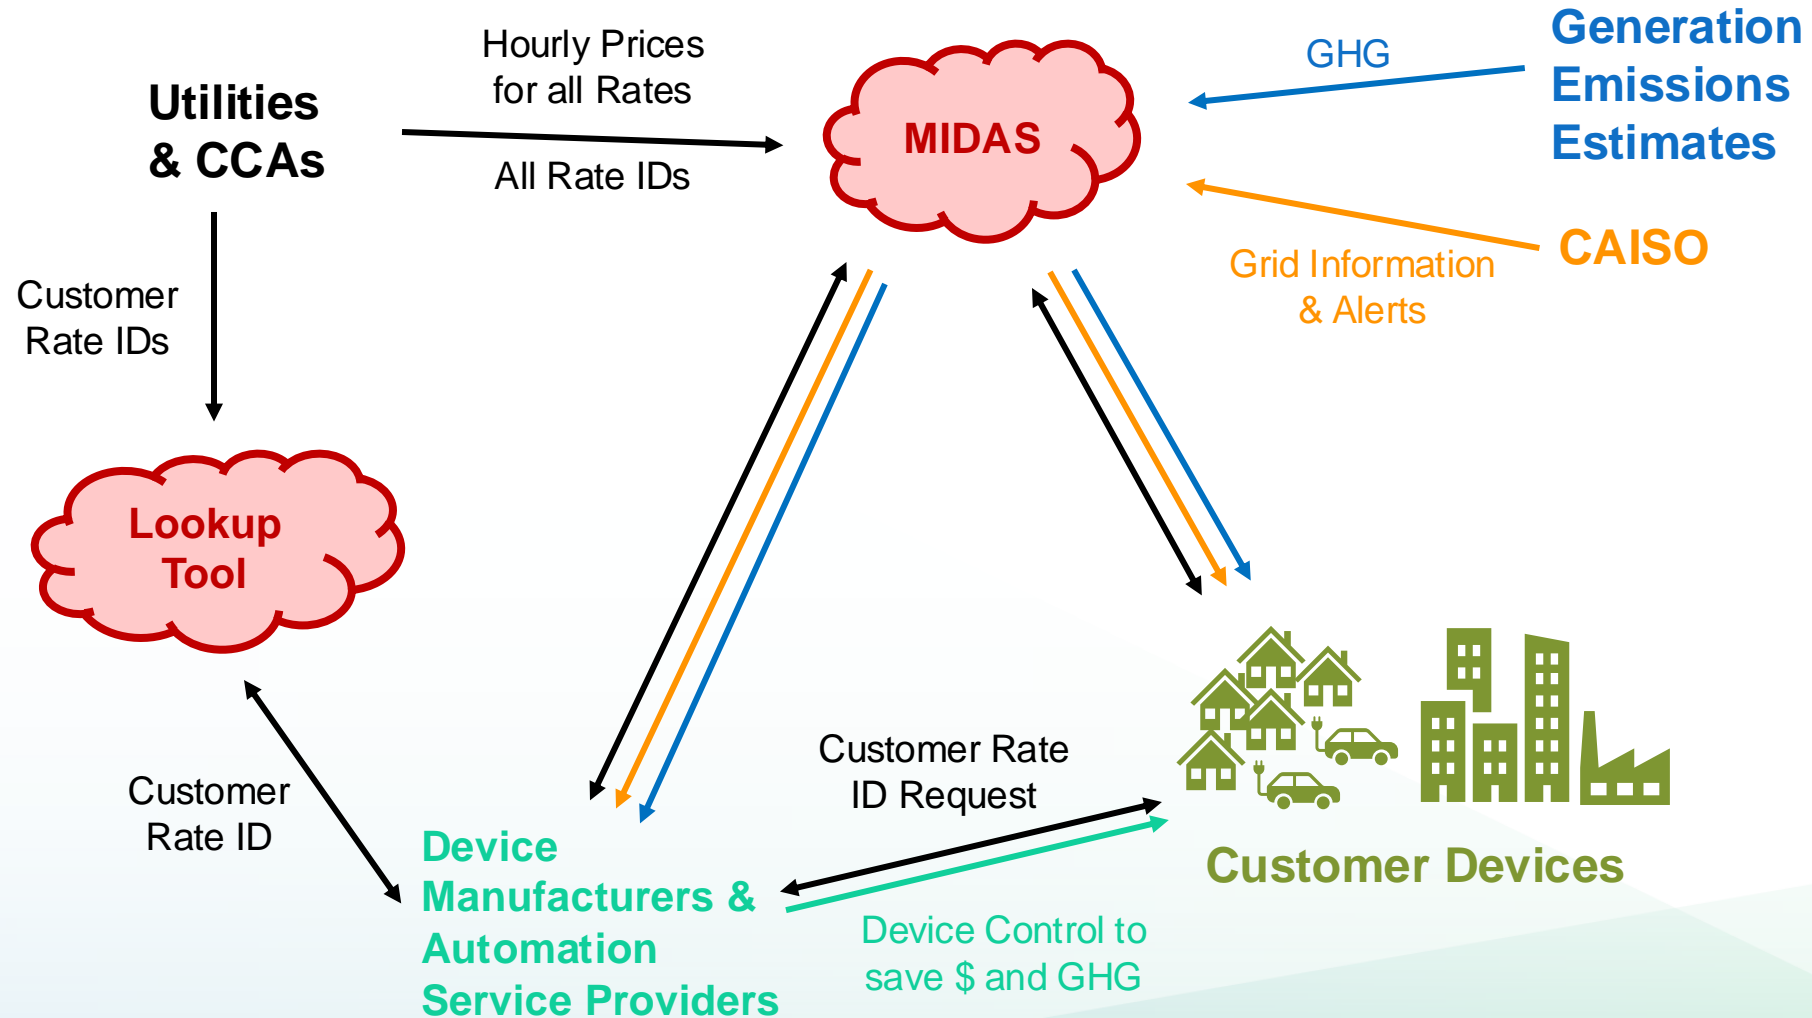 Hourly Prices
for all Rates
All Rate IDs
Utilities
& CCAs
MIDAS
GHG
Generation
Emissions
Estimates
CAISO
Grid Information
& Alerts
Customer
Rate IDs
Lookup
Tool
Customer
Rate ID
Customer Rate
ID Request
Device
Manufacturers &
Automation
Service Providers
Device Control to
save $ and GHG
Customer Devices